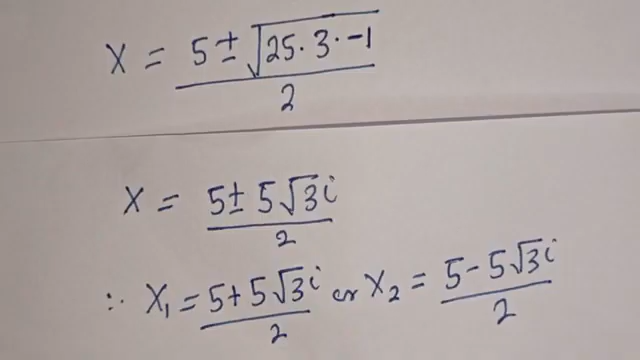 X = 5 ± √25·3·-1 / 2
X = 5 ± 5√3i / 2
∴ X₁ = 5 + 5√3i / 2 or X₂ = 5 - 5√3i / 2